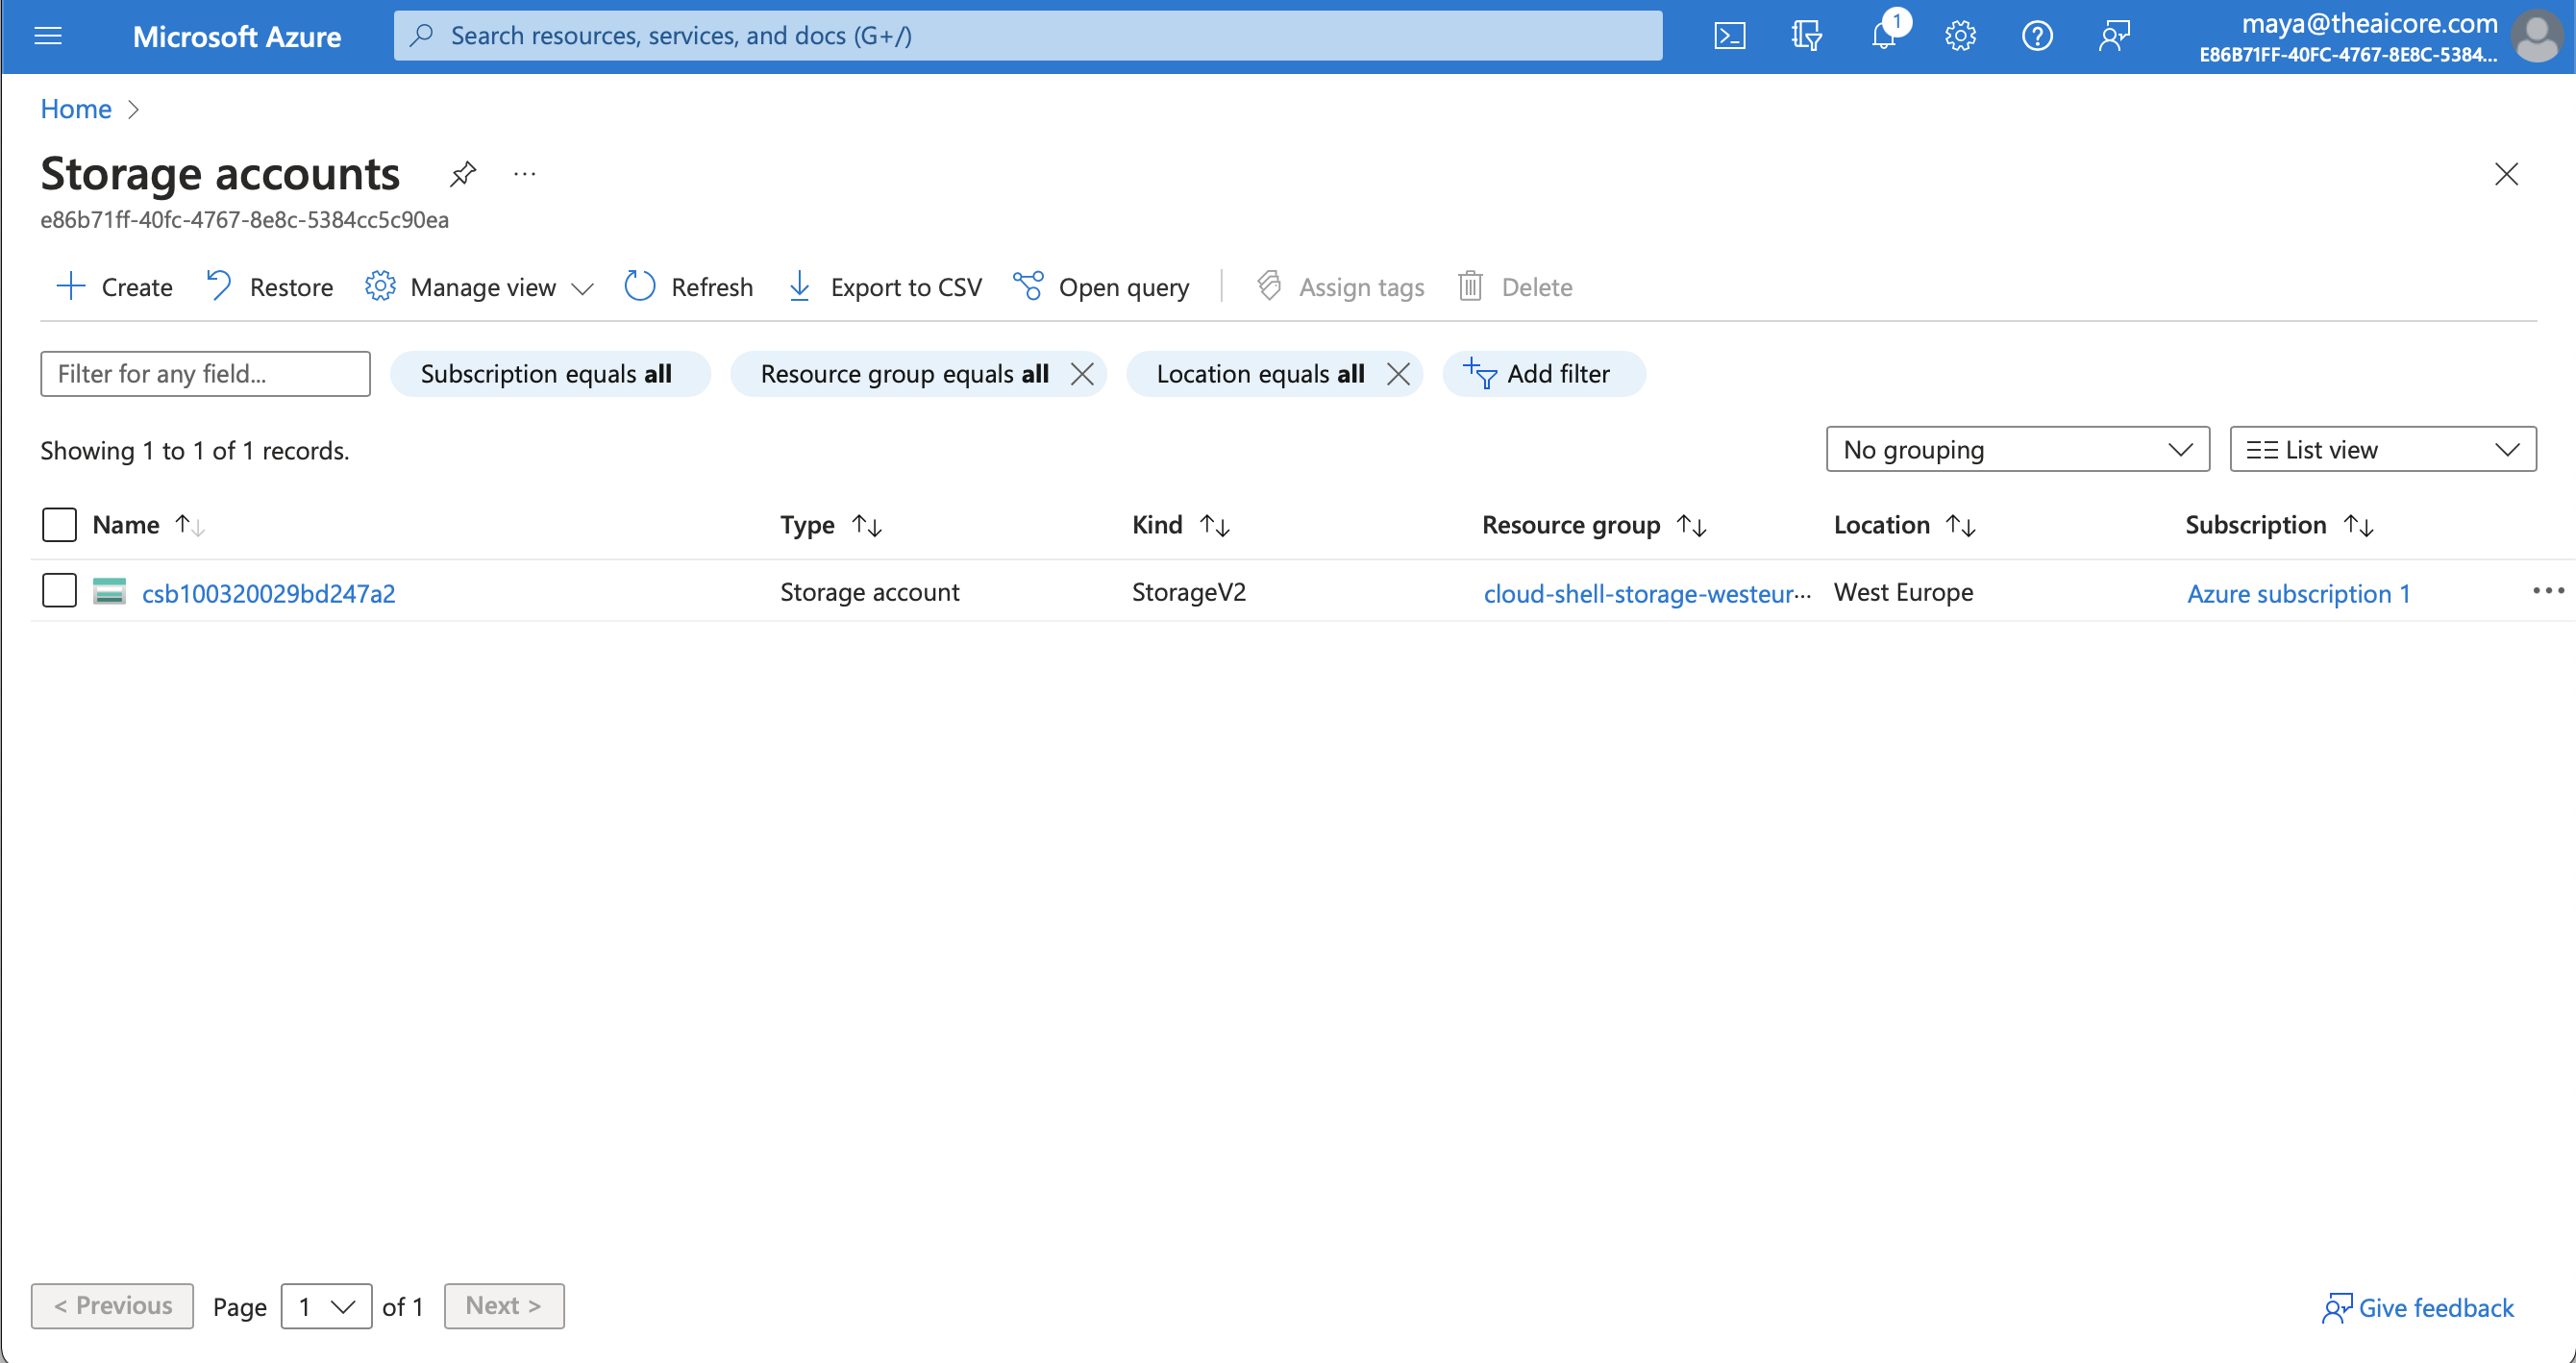 Microsoft Azure
Search resources, services, and docs (G+/)
1
maya@theaicore.com
E86B71FF-40FC-4767-8E8C-5384...
Home
Storage accounts
...
e86b71ff-40fc-4767-8e8c-5384cc5c90ea
Create Restore Manage view Refresh Export to CSV Open query Assign tags Delete
Filter for any field... Subscription equals all Resource group equals all Location equals all Add filter
Showing 1 to 1 of 1 records. No grouping List view
Name Type Kind Resource group Location Subscription
csb100320029bd247a2 Storage account StorageV2 cloud-shell-storage-westeur... West Europe Azure subscription 1 ...
< Previous Page 1 of 1 Next > Give feedback